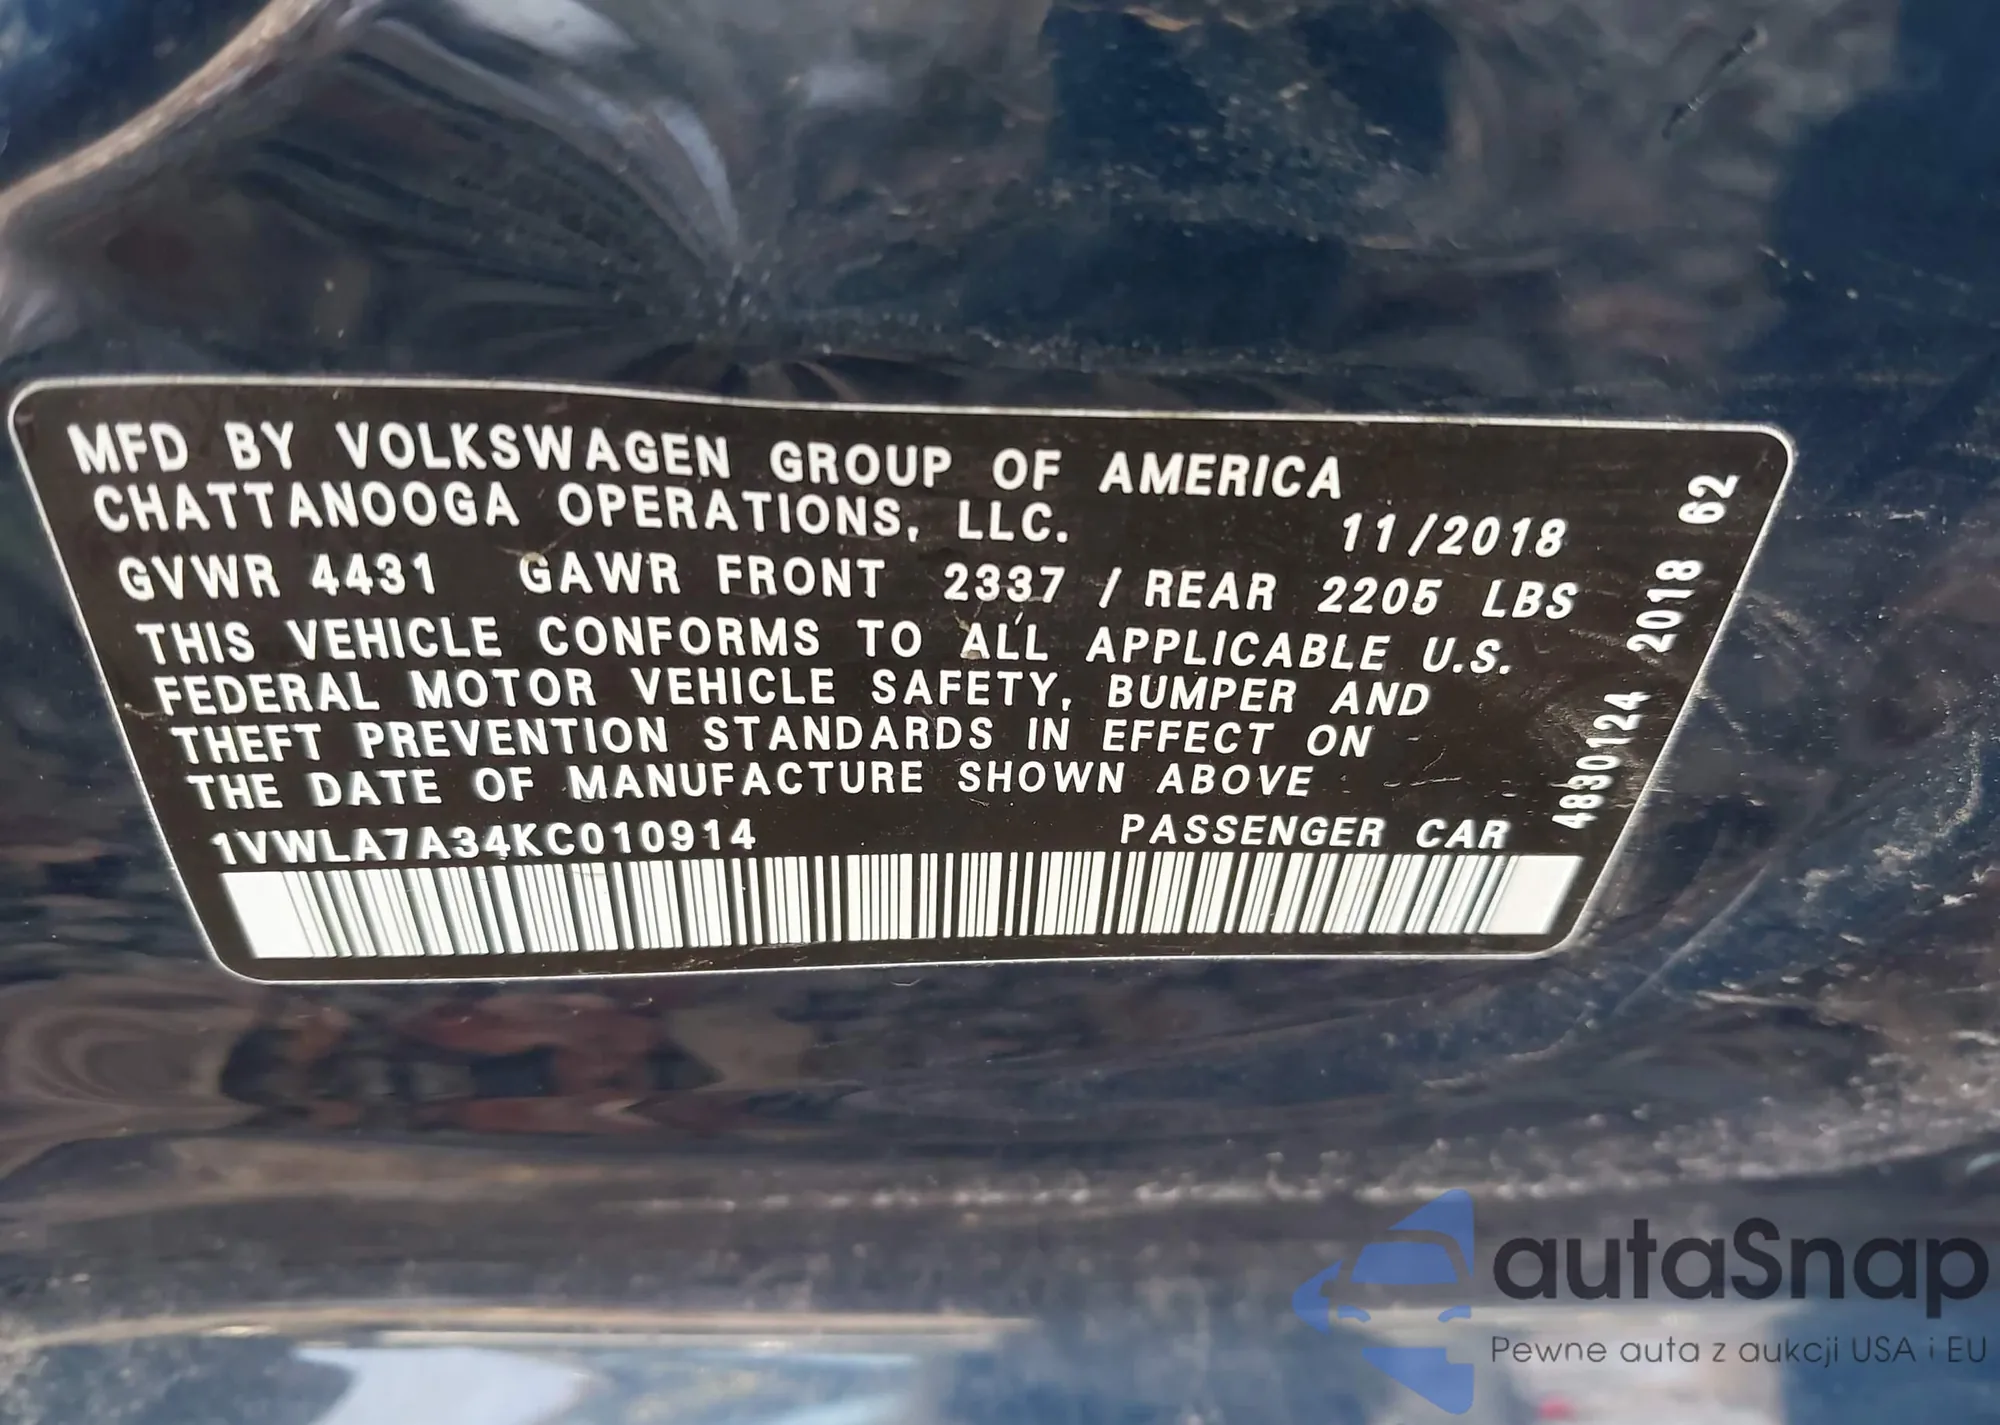 MFD BY VOLKSWAGEN GROUP OF AMERICA
CHATTANOOGA OPERATIONS, LLC. 11/2018
GVWR 4431 GAWR FRONT 2337 / REAR 2205 LBS
THIS VEHICLE CONFORMS TO ALL APPLICABLE U.S.
FEDERAL MOTOR VEHICLE SAFETY, BUMPER AND
THEFT PREVENTION STANDARDS IN EFFECT ON
THE DATE OF MANUFACTURE SHOWN ABOVE
1VWLA7A34KC010914 PASSENGER CAR
4830124 2018 62
autaSnap
Pewne auta z aukcji USA i EU